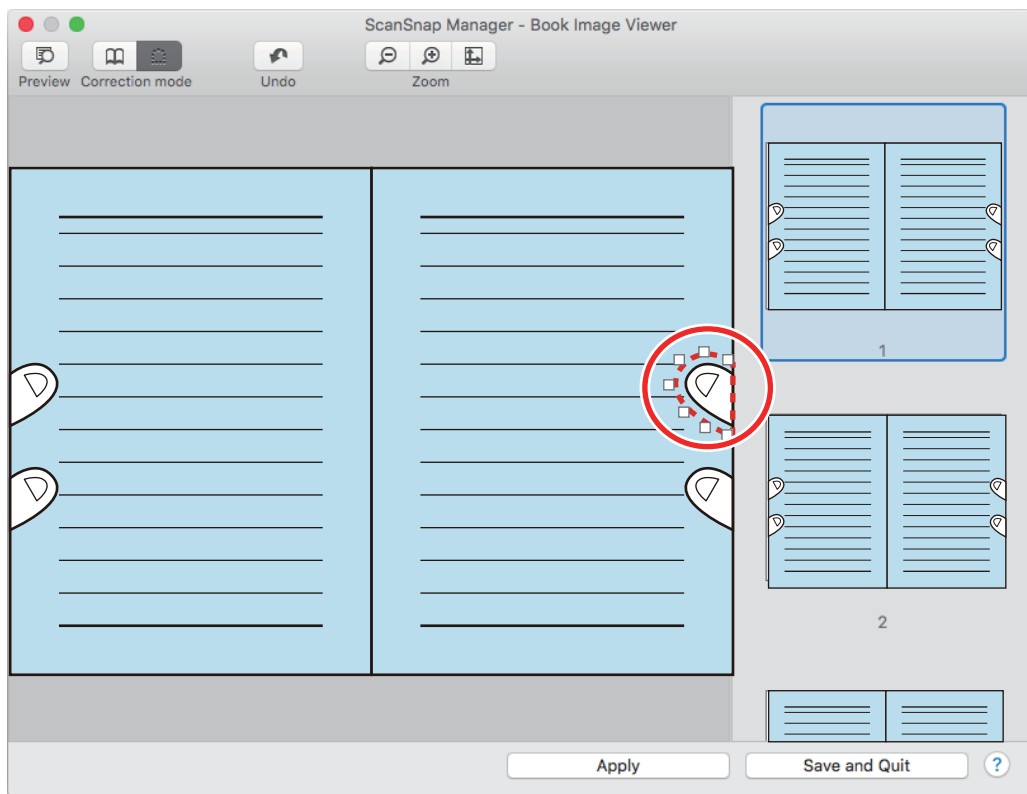 ScanSnap Manager - Book Image Viewer
Preview Correction mode Undo Zoom
1
2
Apply Save and Quit ?